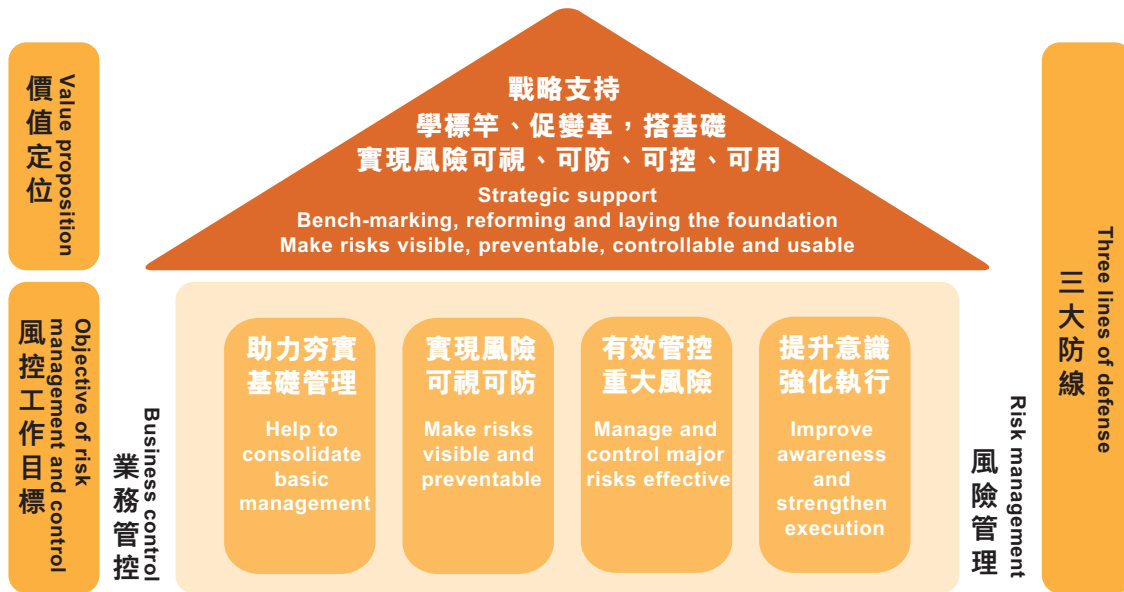 價值定位
Value proposition
戰略支持
學標竿、促變革，搭基礎
實現風險可視、可防、可控、可用
Strategic support
Bench-marking, reforming and laying the foundation
Make risks visible, preventable, controllable and usable
風控工作目標
Objective of risk
management and control
業務管控
Business control
助力夯實
基礎管理
Help to
consolidate
basic
management
實現風險
可視可防
Make risks
visible and
preventable
有效管控
重大風險
Manage and
control major
risks effective
提升意識
強化執行
Improve
awareness
and
strengthen
execution
風險管理
Risk management
三大防線
Three lines of defense